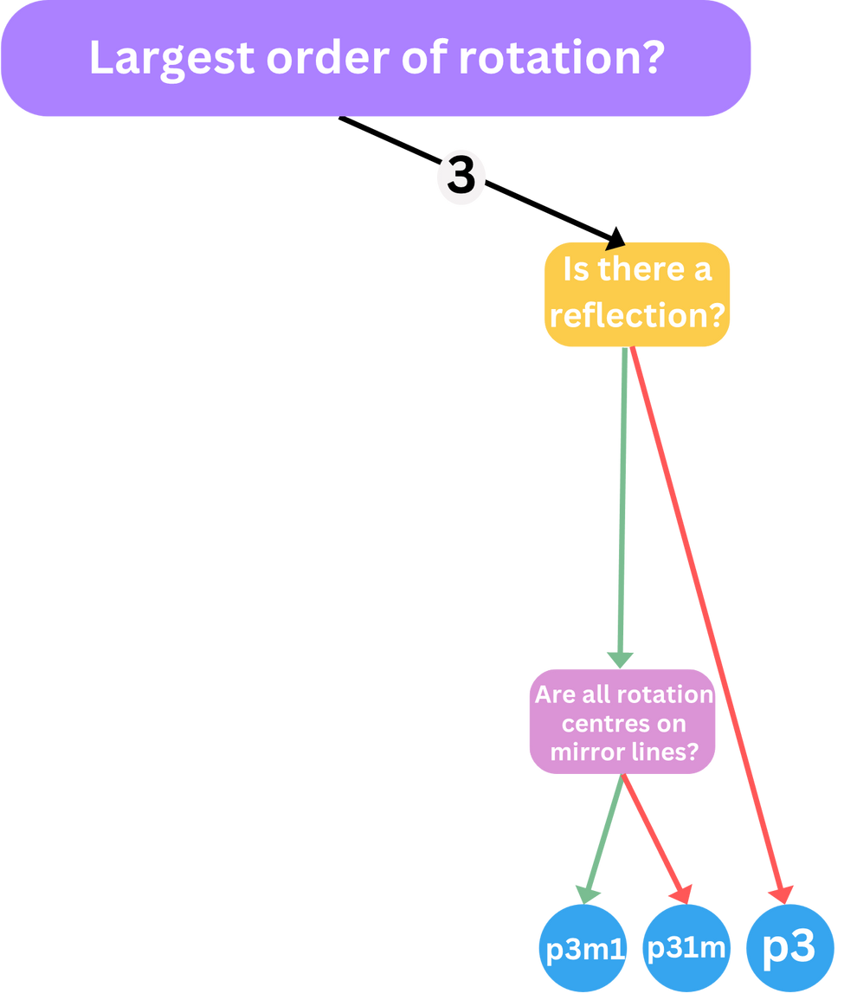 Largest order of rotation?
3
Is there a
reflection?
Are all rotation
centres on
mirror lines?
p3m1
p31m
p3